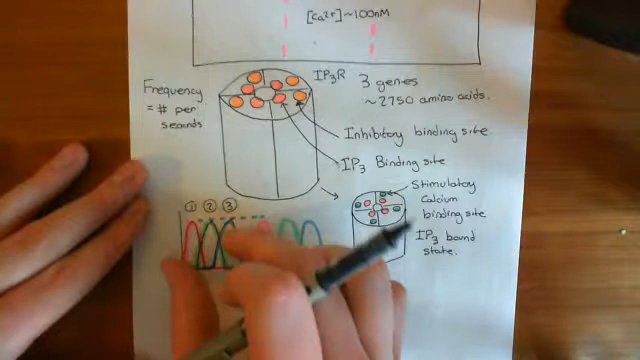 [Ca²⁺]~100nM
IP₃R 3 genes
~2750 amino acids.
Frequency
= # per
seconds
Inhibitory binding site
IP₃ Binding site
Stimulatory
Calcium
binding site
IP₃ bound
state.
① ② ③